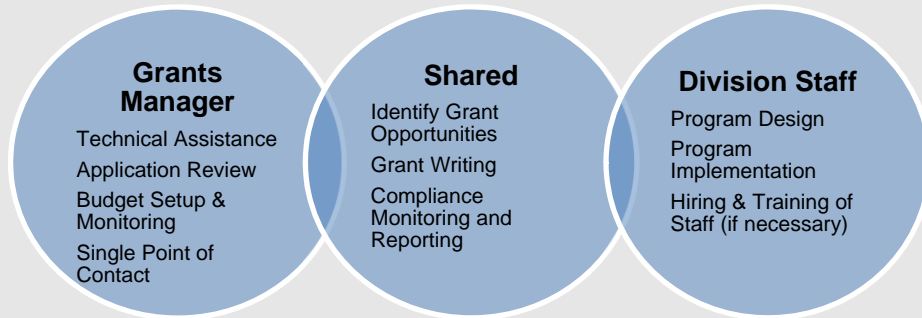 Grants
Manager
Technical Assistance
Application Review
Budget Setup &
Monitoring
Single Point of
Contact
Shared
Identify Grant
Opportunities
Grant Writing
Compliance
Monitoring and
Reporting
Division Staff
Program Design
Program
Implementation
Hiring & Training of
Staff (if necessary)